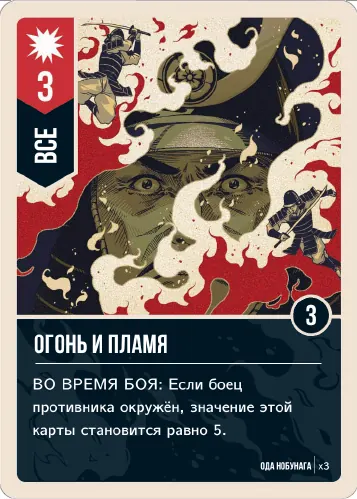 3
ВСЕ
3
ОГОНЬ И ПЛАМЯ
ВО ВРЕМЯ БОЯ: Если боец
противника окружён, значение этой
карты становится равно 5.
ОДА НОБУНАГА x3